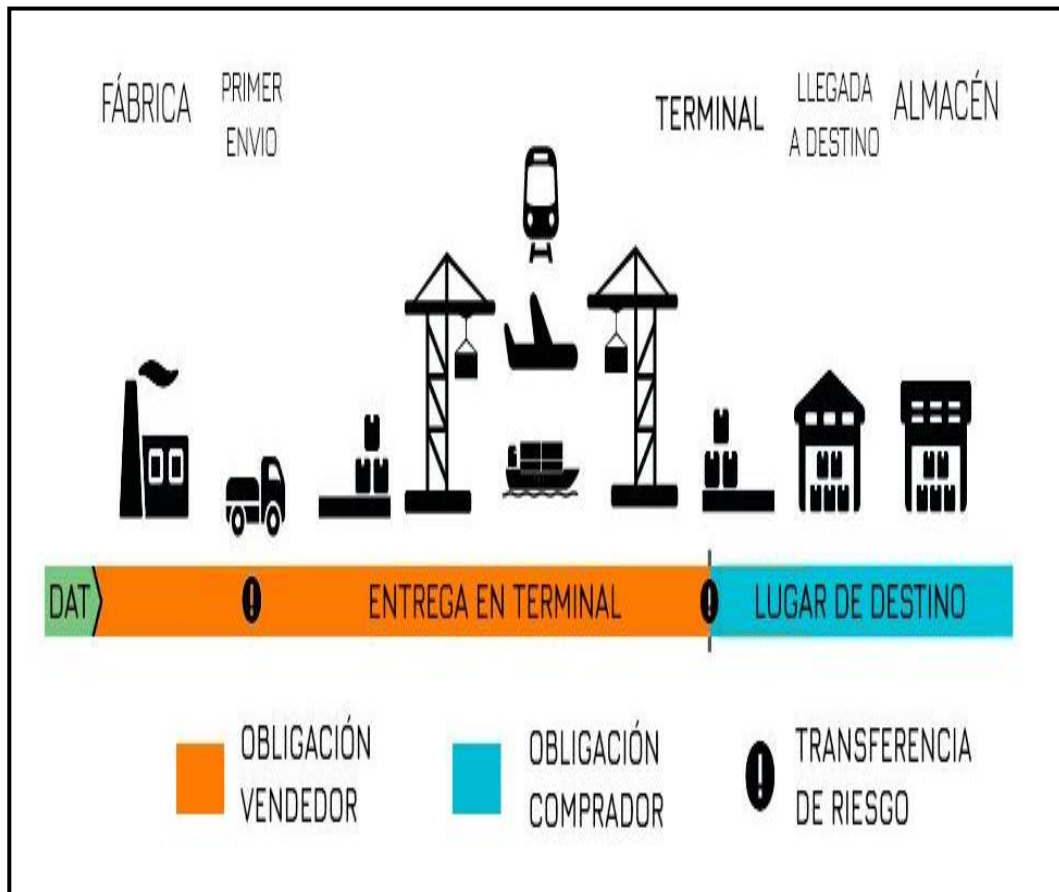 FÁBRICA
PRIMER
ENVIO
TERMINAL
LLEGADA
A DESTINO
ALMACÉN
DAT
ENTREGA EN TERMINAL
LUGAR DE DESTINO
OBLIGACIÓN
VENDEDOR
OBLIGACIÓN
COMPRADOR
TRANSFERENCIA
DE RIESGO